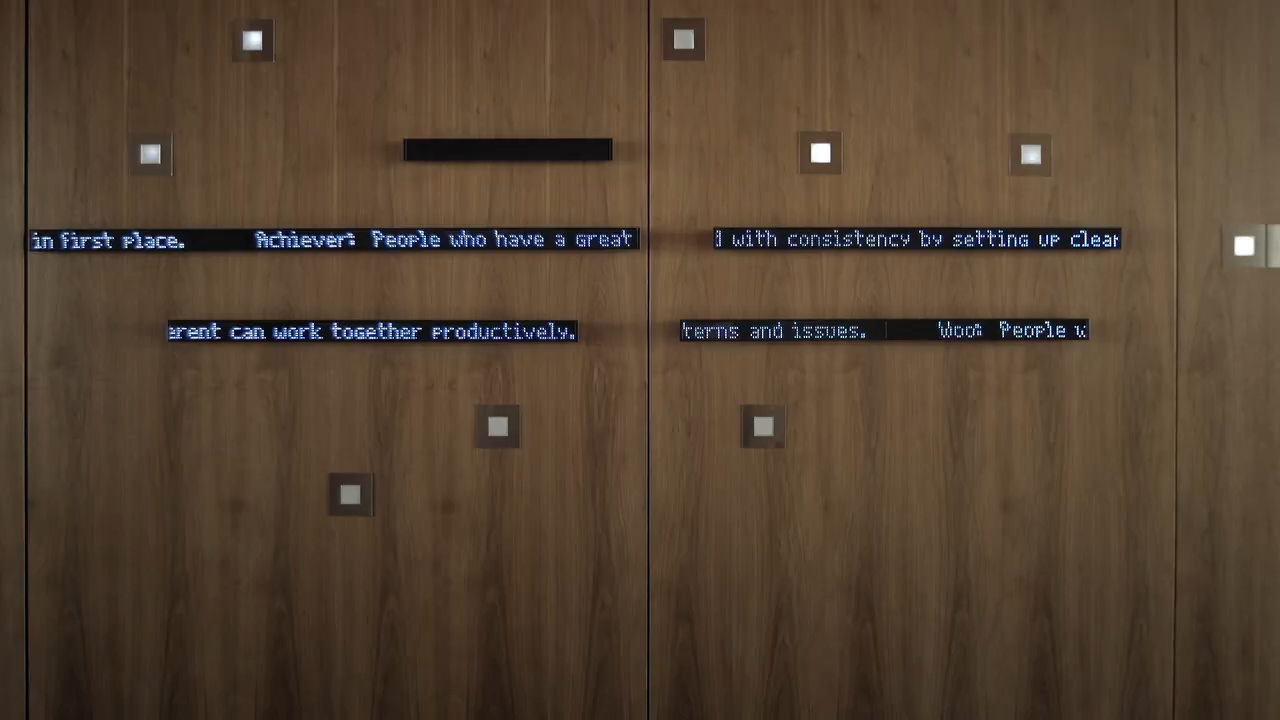 in first place. Achiever: People who have a great
with consistency by setting up clear
erent can work together productively.
terns and issues. Woo: People w